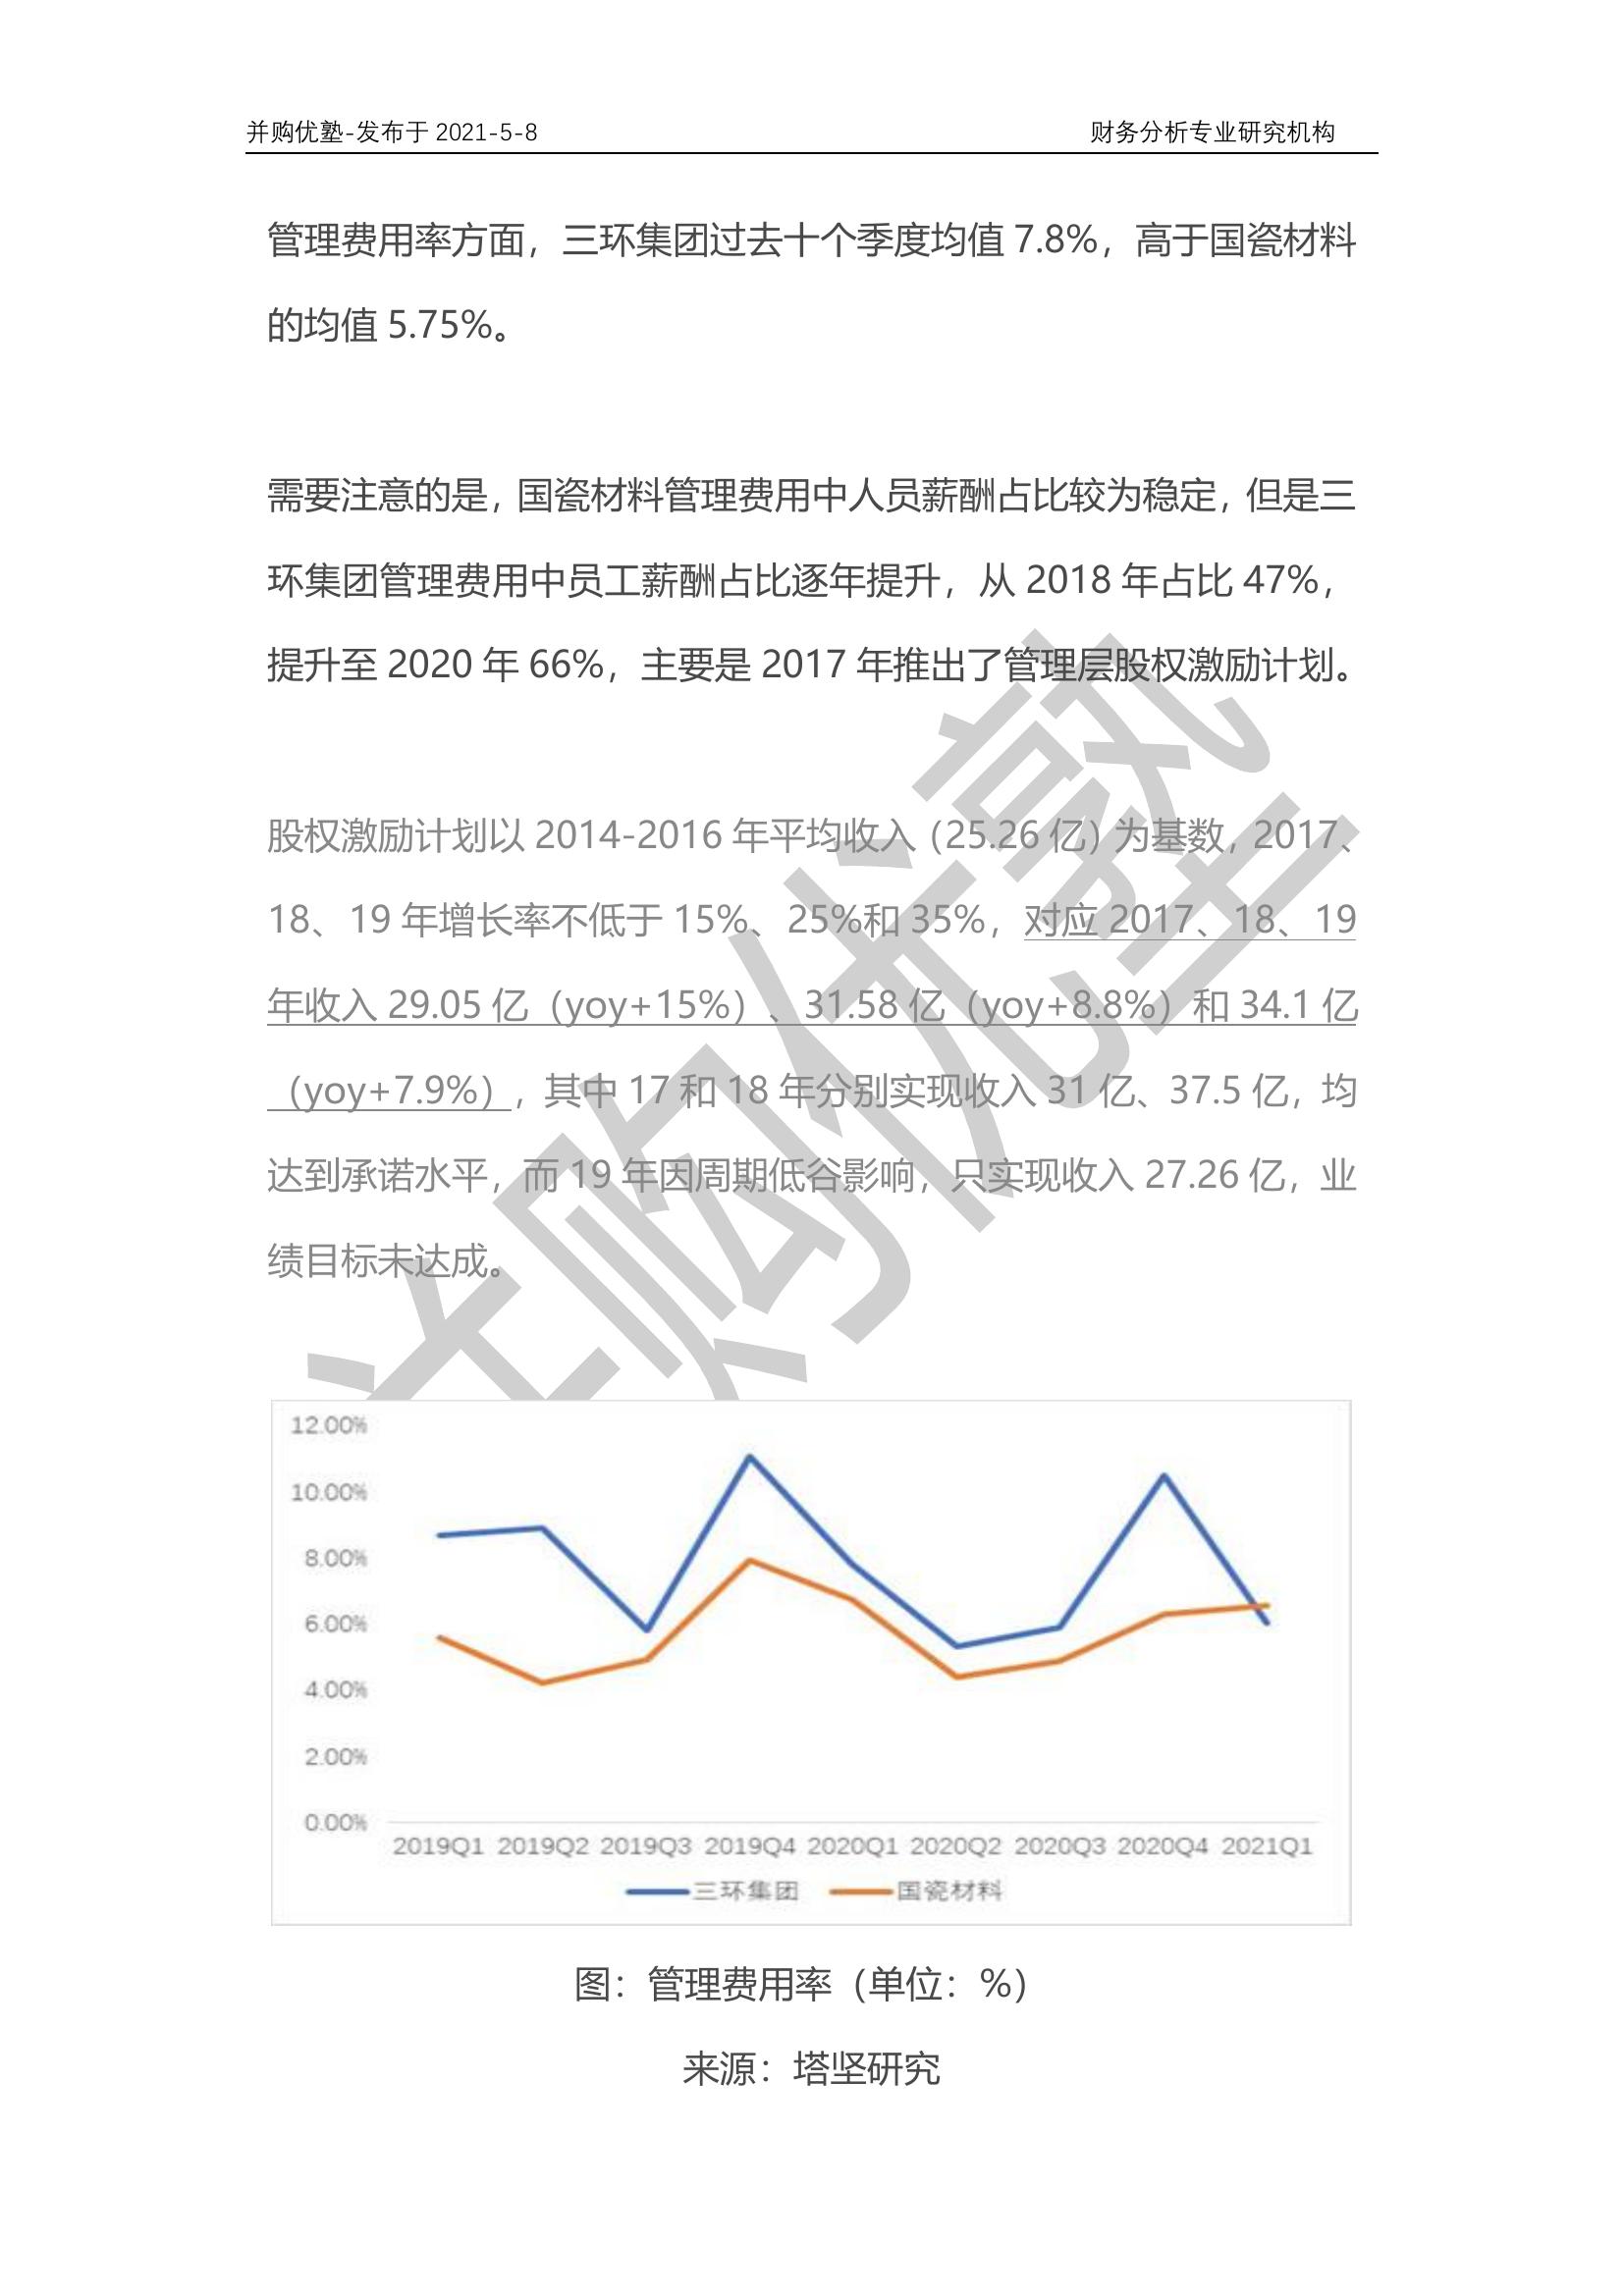 并购优塾-发布于 2021-5-8 财务分析专业研究机构
管理费用率方面，三环集团过去十个季度均值 7.8%，高于国瓷材料
的均值 5.75%。
需要注意的是，国瓷材料管理费用中人员薪酬占比较为稳定，但是三
环集团管理费用中员工薪酬占比逐年提升，从 2018 年占比 47%，
提升至 2020 年 66%，主要是 2017 年推出了管理层股权激励计划。
股权激励计划以 2014-2016 年平均收入（25.26 亿）为基数，2017、
18、19 年增长率不低于 15%、25%和 35%，对应 2017、18、19
年收入 29.05 亿（yoy+15%）、31.58 亿（yoy+8.8%）和 34.1 亿
（yoy+7.9%），其中 17 和 18 年分别实现收入 31 亿、37.5 亿，均
达到承诺水平，而 19 年因周期低谷影响，只实现收入 27.26 亿，业
绩目标未达成。
并购优塾
12.00%
10.00%
8.00%
6.00%
4.00%
2.00%
0.00%
2019Q1 2019Q2 2019Q3 2019Q4 2020Q1 2020Q2 2020Q3 2020Q4 2021Q1
三环集团 国瓷材料
图：管理费用率（单位：%）
来源：塔坚研究